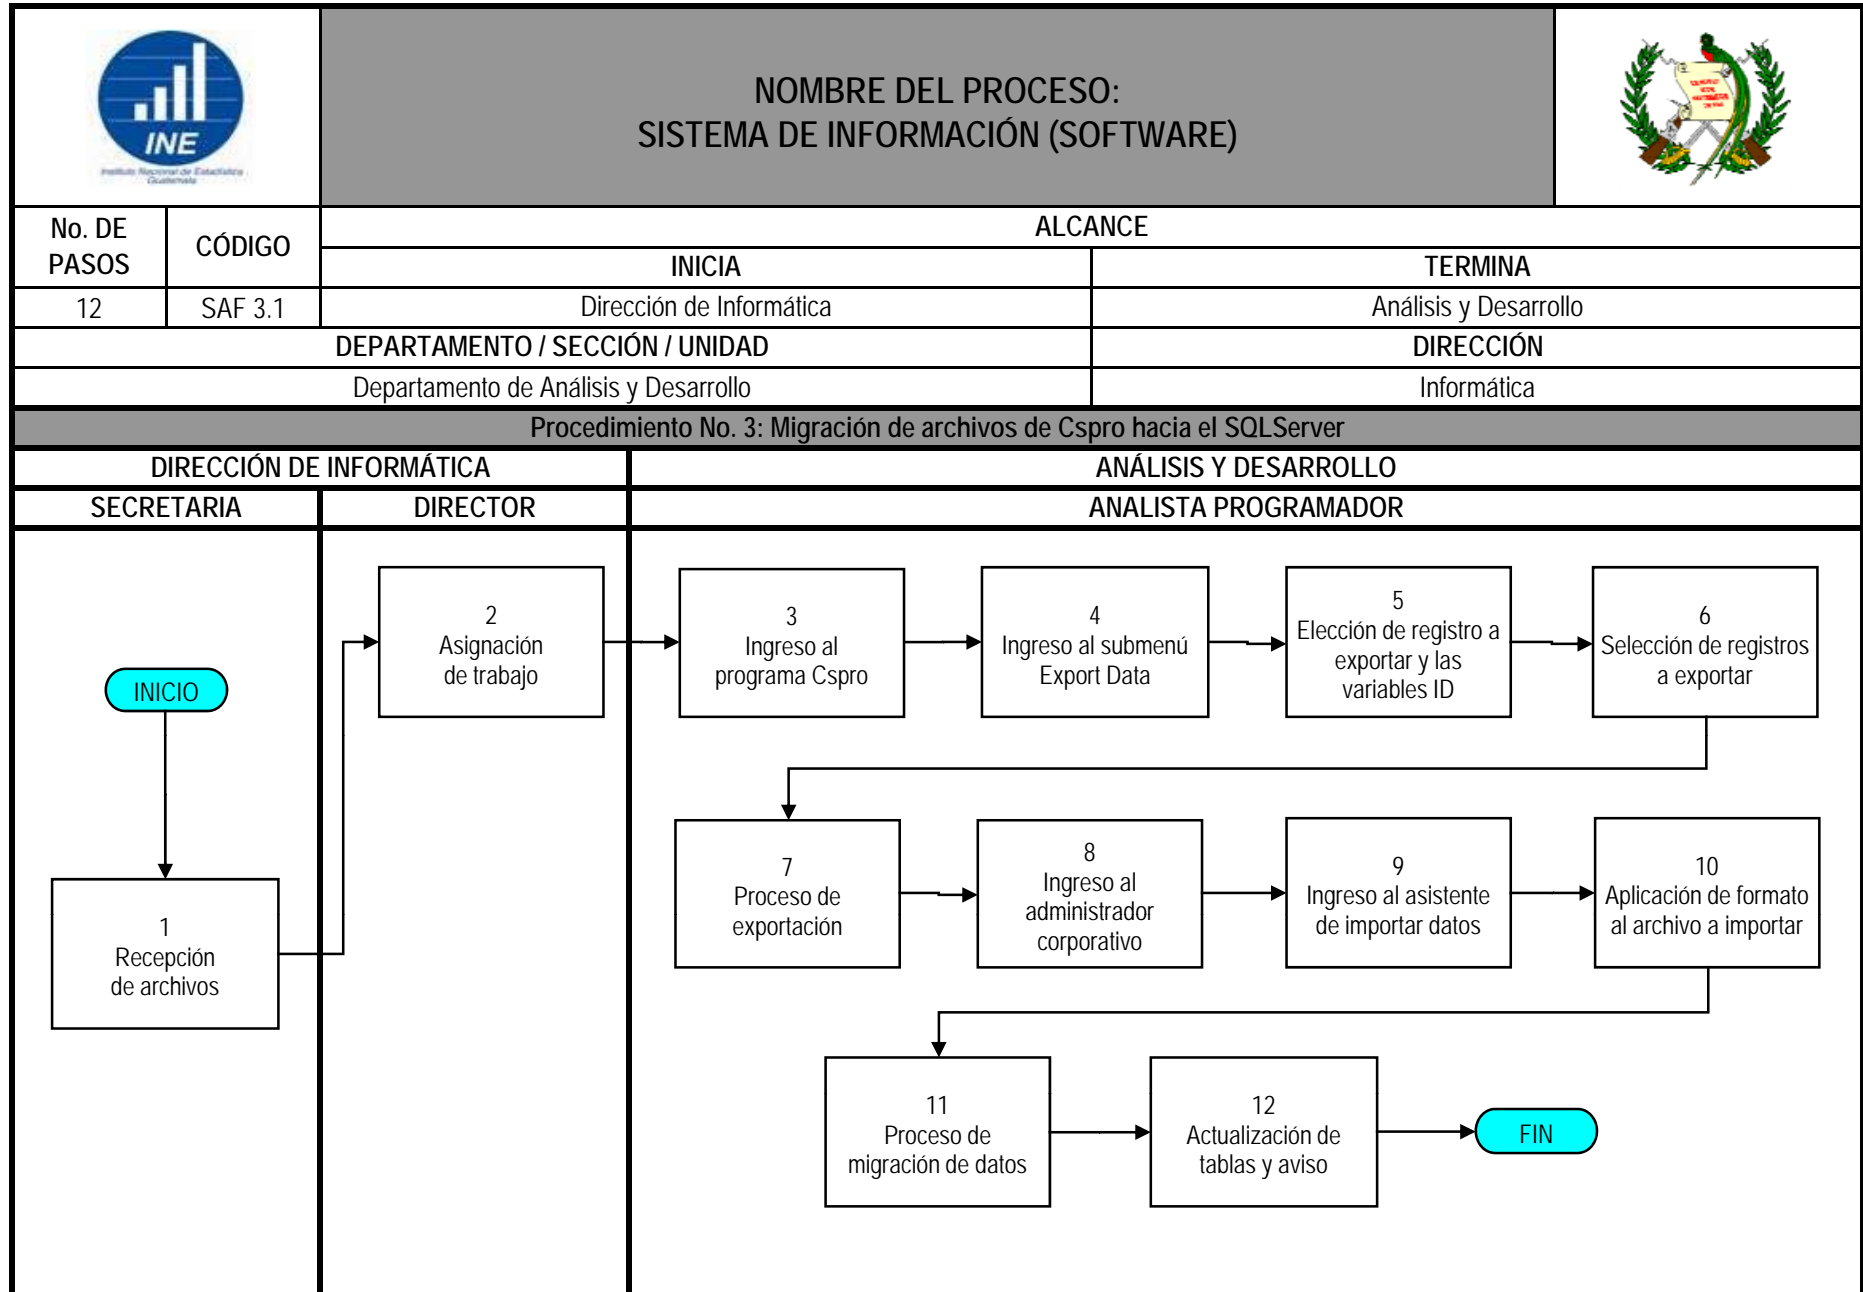 INE
Instituto Nacional de Estadística
Guatemala
NOMBRE DEL PROCESO:
SISTEMA DE INFORMACIÓN (SOFTWARE)
No. DE
PASOS
CÓDIGO
ALCANCE
INICIA
TERMINA
12
SAF 3.1
Dirección de Informática
Análisis y Desarrollo
DEPARTAMENTO / SECCIÓN / UNIDAD
DIRECCIÓN
Departamento de Análisis y Desarrollo
Informática
Procedimiento No. 3: Migración de archivos de Cspro hacia el SQLServer
DIRECCIÓN DE INFORMÁTICA
ANÁLISIS Y DESARROLLO
SECRETARIA
DIRECTOR
ANALISTA PROGRAMADOR
INICIO
1
Recepción
de archivos
2
Asignación
de trabajo
3
Ingreso al
programa Cspro
4
Ingreso al submenú
Export Data
5
Elección de registro a
exportar y las
variables ID
6
Selección de registros
a exportar
7
Proceso de
exportación
8
Ingreso al
administrador
corporativo
9
Ingreso al asistente
de importar datos
10
Aplicación de formato
al archivo a importar
11
Proceso de
migración de datos
12
Actualización de
tablas y aviso
FIN